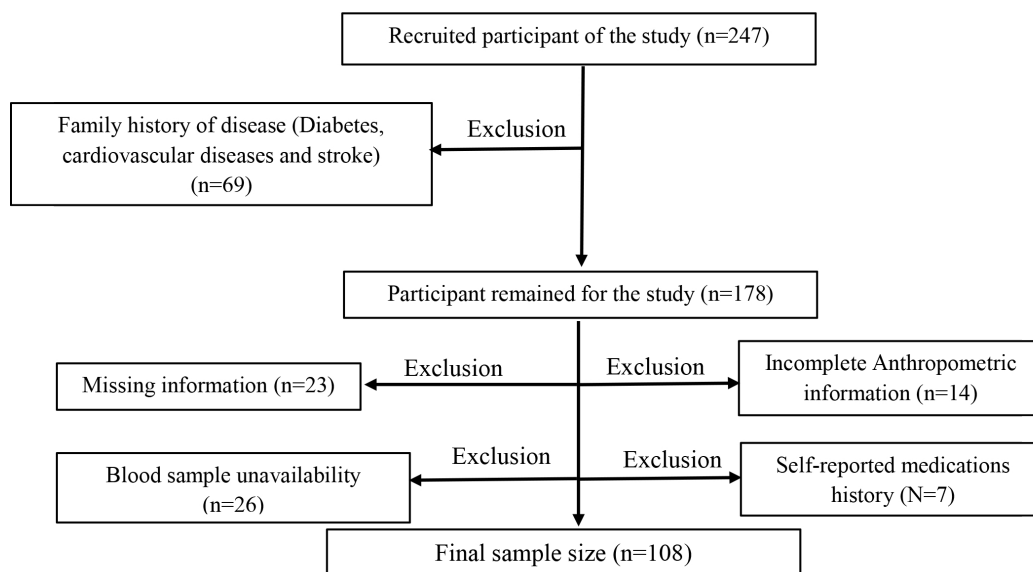 Recruited participant of the study (n=247)
Exclusion
Family history of disease (Diabetes,
cardiovascular diseases and stroke)
(n=69)
Participant remained for the study (n=178)
Exclusion
Exclusion
Missing information (n=23)
Incomplete Anthropometric
information (n=14)
Exclusion
Exclusion
Blood sample unavailability
(n=26)
Self-reported medications
history (N=7)
Final sample size (n=108)